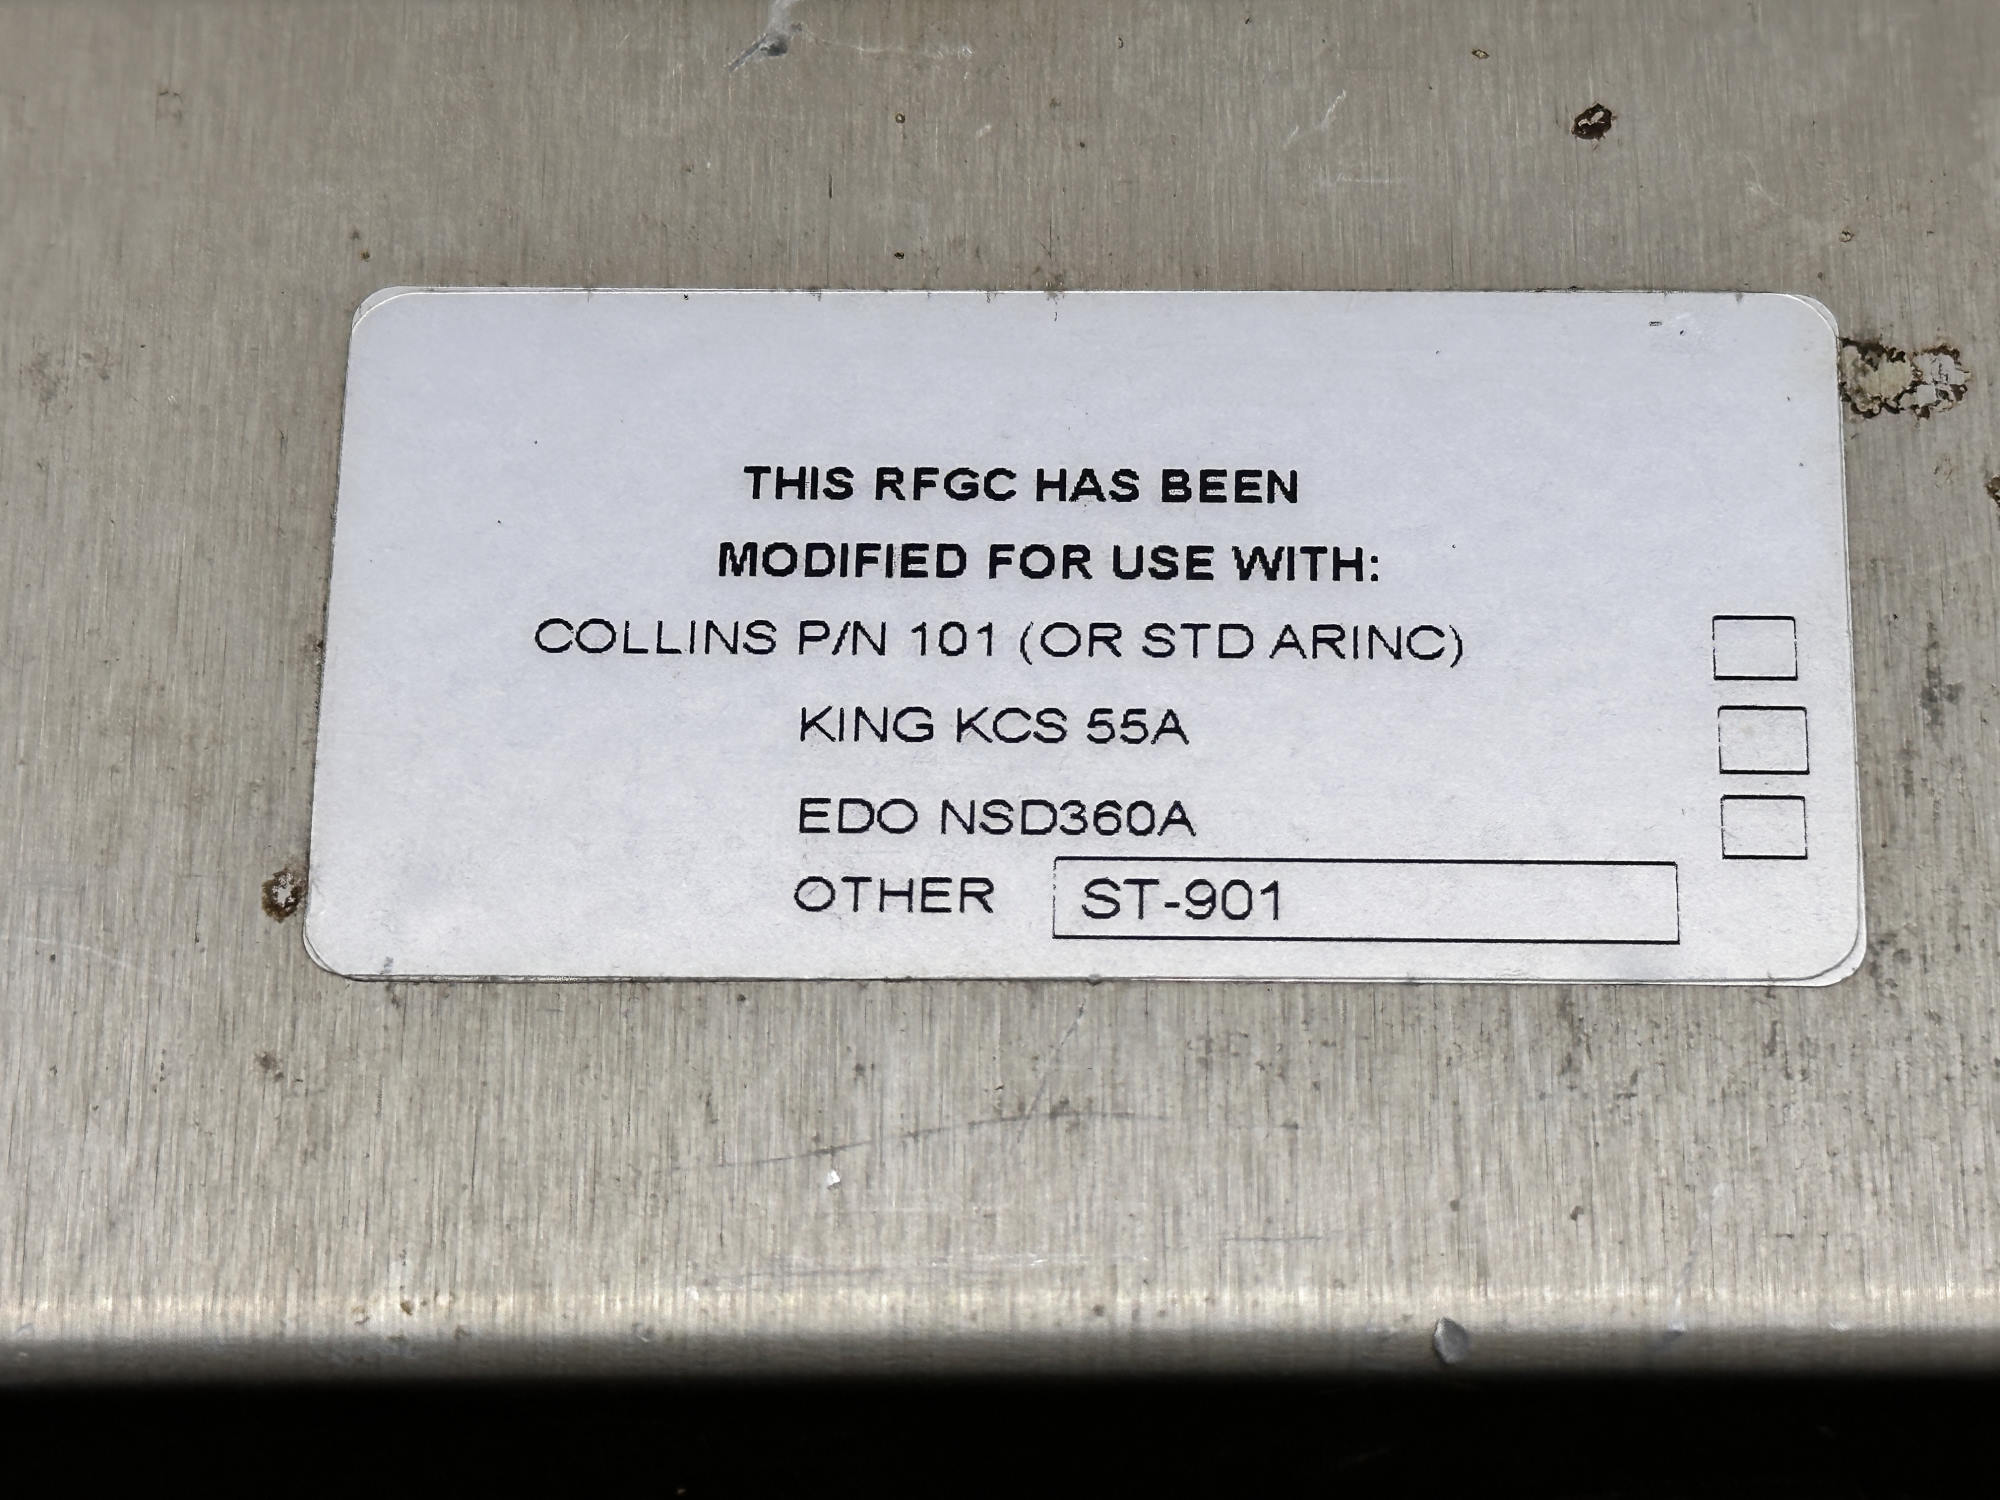 THIS RFGC HAS BEEN
MODIFIED FOR USE WITH:
COLLINS P/N 101 (OR STD ARINC)
KING KCS 55A
EDO NSD360A
OTHER ST-901